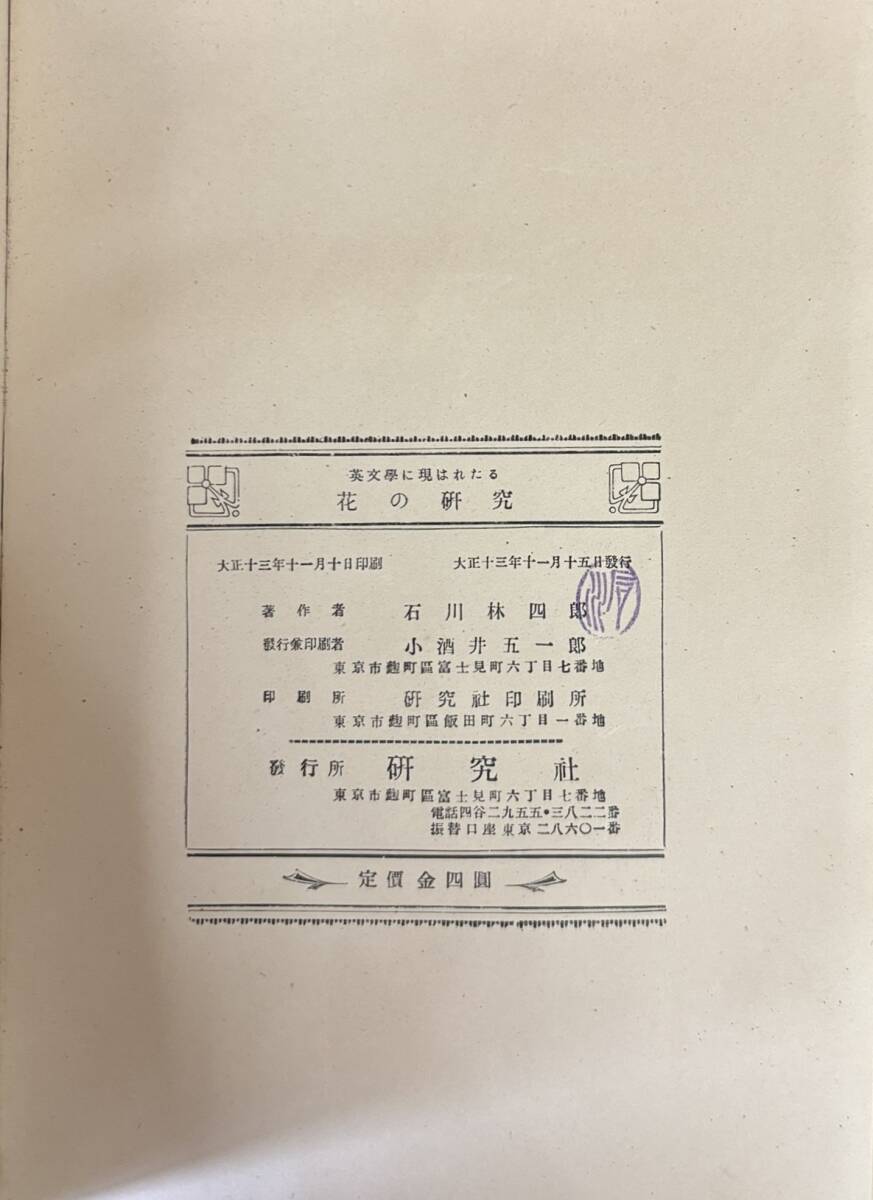 英文學に現はれたる
花の研究
大正十三年十一月十日印刷 大正十三年十一月十五日發行
著作者 石川林四郎
發行兼印刷者 小酒井五一郎
東京市麴町區富士見町六丁目七番地
印刷所 研究社印刷所
東京市麴町區飯田町六丁目一番地
發行所 研究社
東京市麴町區富士見町六丁目七番地
電話四谷二九五五•三八二二番
振替口座東京二八六〇一番
定價金四圓